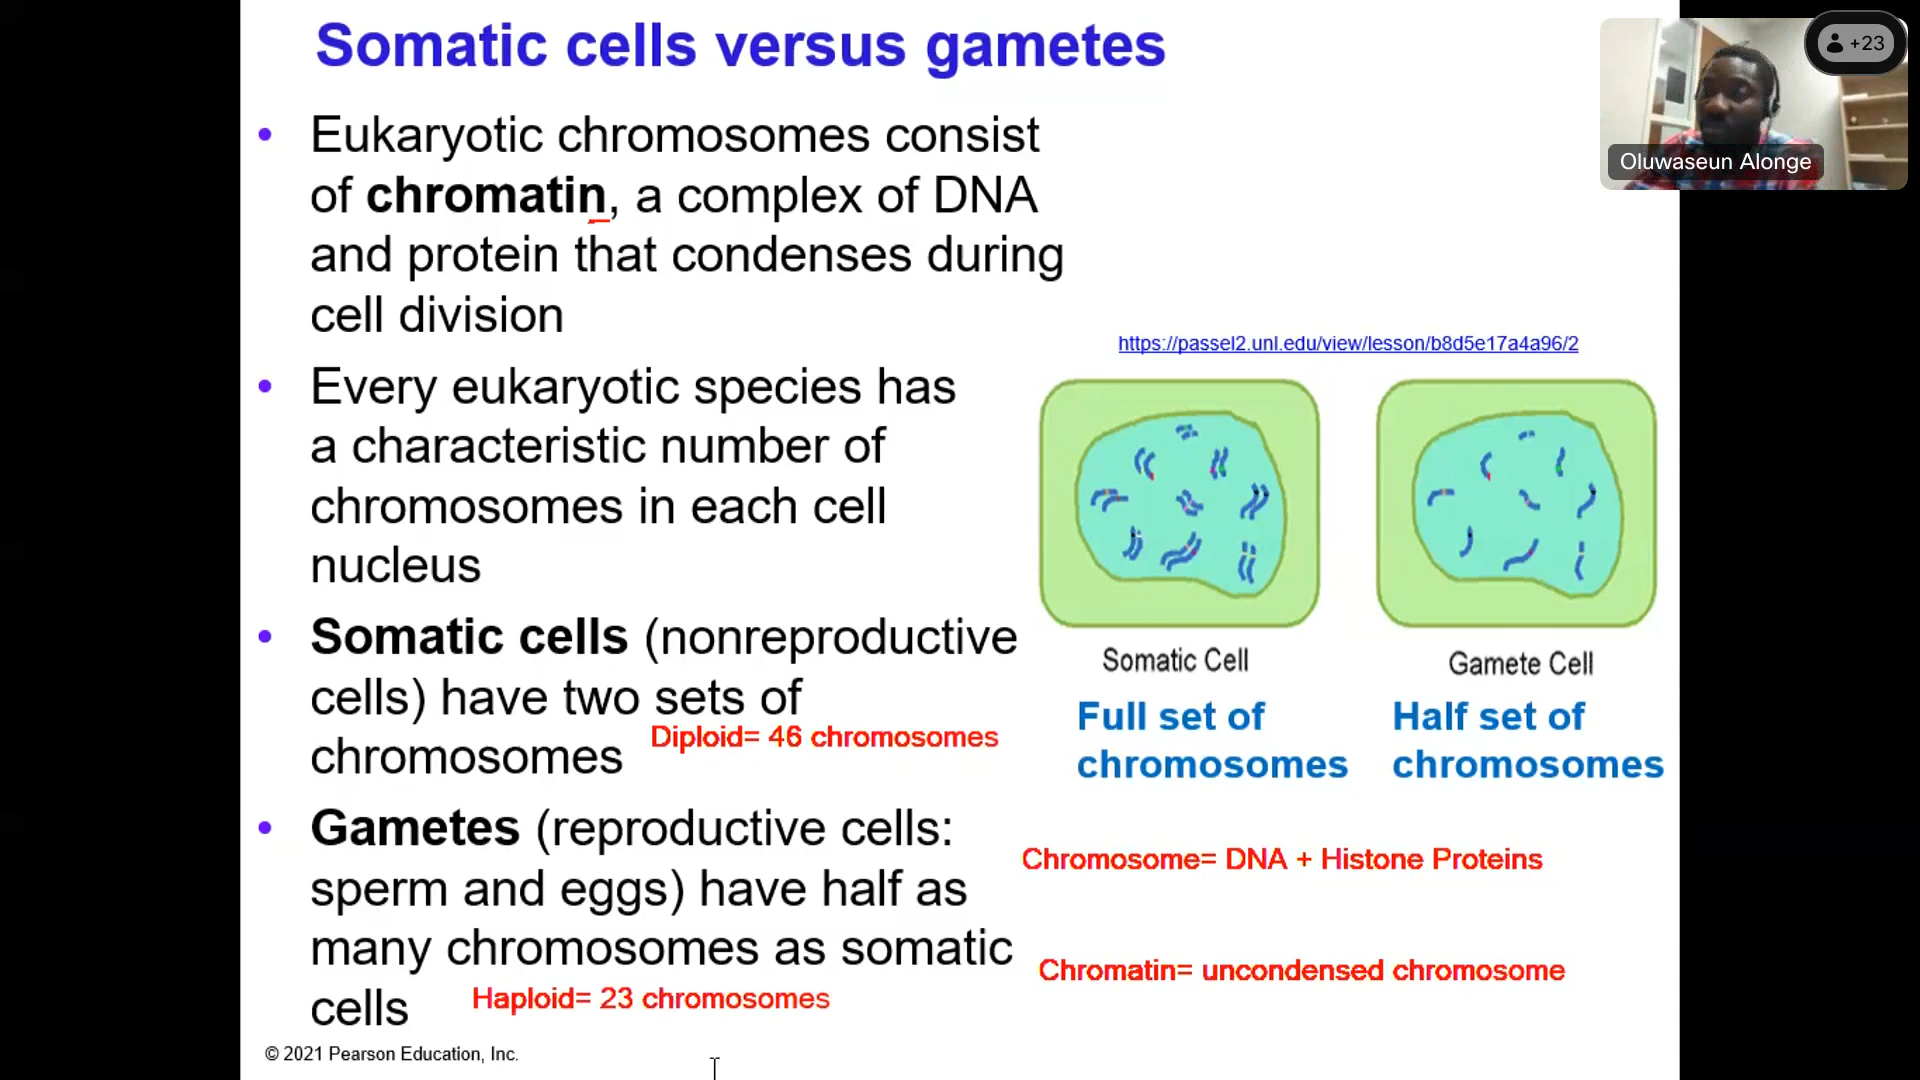 Somatic cells versus gametes
+23
Oluwaseun Alonge
• Eukaryotic chromosomes consist
of chromatin, a complex of DNA
and protein that condenses during
cell division
• Every eukaryotic species has
a characteristic number of
chromosomes in each cell
nucleus
• Somatic cells (nonreproductive
cells) have two sets of
chromosomes
Diploid= 46 chromosomes
• Gametes (reproductive cells:
sperm and eggs) have half as
many chromosomes as somatic
cells
Haploid= 23 chromosomes
https://passel2.unl.edu/view/lesson/b8d5e17a4a96/2
Somatic Cell
Gamete Cell
Full set of
chromosomes
Half set of
chromosomes
Chromosome= DNA + Histone Proteins
Chromatin= uncondensed chromosome
© 2021 Pearson Education, Inc.